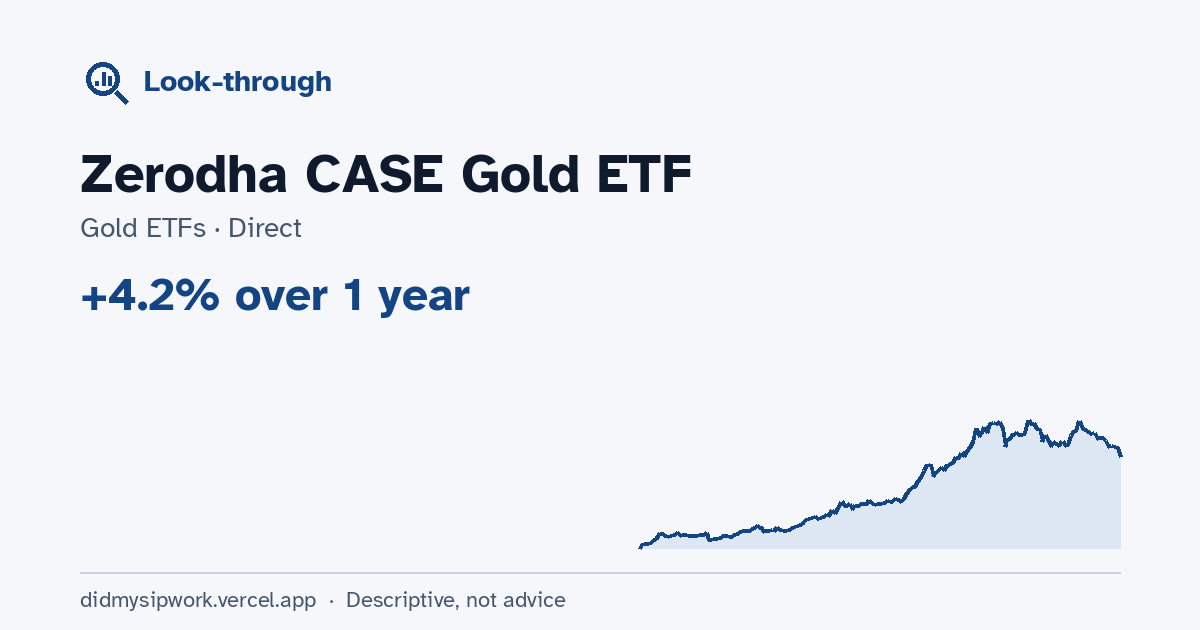 Look-through
Zerodha CASE Gold ETF
Gold ETFs · Direct
+4.2% over 1 year
didmysipwork.vercel.app · Descriptive, not advice